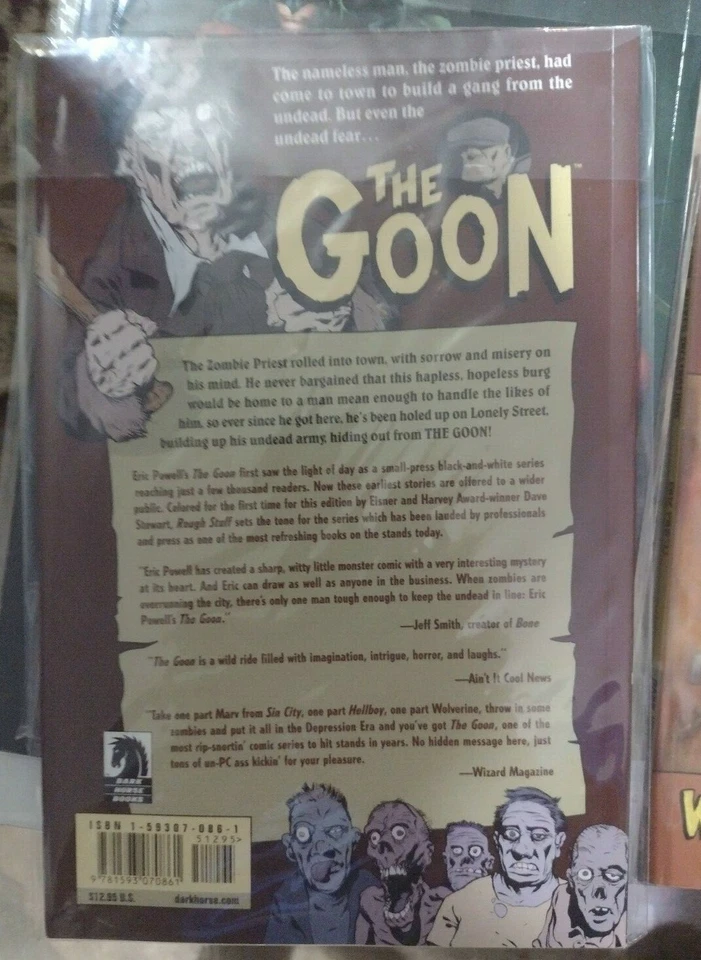 The nameless man, the zombie priest, had
come to town to build a gang from the
undead. But even the
undead fear...
THE
GOON™
The Zombie Priest rolled into town, with sorrow and misery on
his mind. He never bargained that this hapless, hopeless burg
would be home to a man mean enough to handle the likes of
him, so ever since he got here, he's been holed up on Lonely Street,
building up his undead army, hiding out from THE GOON!
Eric Powell's The Goon first saw the light of day as a small-press black-and-white series
reaching just a few thousand readers. Now these earliest stories are offered to a wider
public. Colored for the first time for this edition by Eisner and Harvey Award-winner Dave
Stewart, Rough Stuff sets the tone for the series which has been lauded by professionals
and press as one of the most refreshing books on the stands today.
"Eric Powell has created a sharp, witty little monster comic with a very interesting mystery
at its heart. And Eric can draw as well as anyone in the business. When zombies are
overrunning the city, there's only one man tough enough to keep the undead in line: Eric
Powell's The Goon."
—Jeff Smith, creator of Bone
"The Goon is a wild ride filled with imagination, intrigue, horror, and laughs."
—Ain't It Cool News
"Take one part Marv from Sin City, one part Hellboy, one part Wolverine, throw in some
zombies and put it all in the Depression Era and you've got The Goon, one of the
most rip-snortin' comic series to hit stands in years. No hidden message here, just
tons of un-PC ass kickin' for your pleasure.
—Wizard Magazine
DARK
HORSE
BOOKS
ISBN 1-59307-086-1
51295>
9 781593 070861
$12.95 U.S. darkhorse.com
W